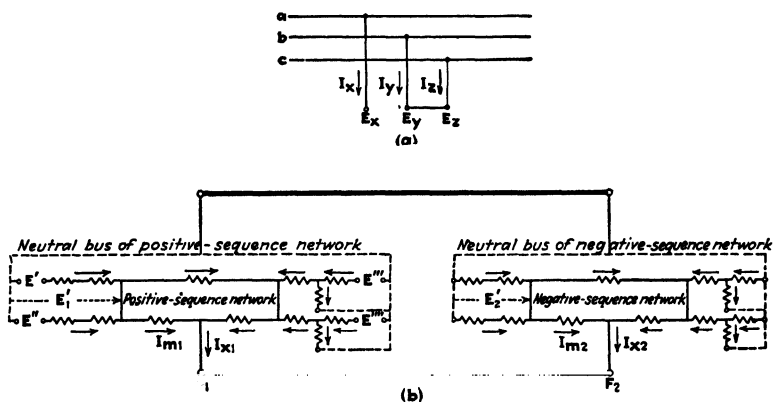 a
b
c
Ix Iy Iz
Ex Ey Ez
(a)
Neutral bus of positive-sequence network
Neutral bus of negative-sequence network
E' E'''
E'1 Positive-sequence network
E'2 Negative-sequence network
E'' E''''
Im1 Ix1
Im2 Ix2
F2
(b)